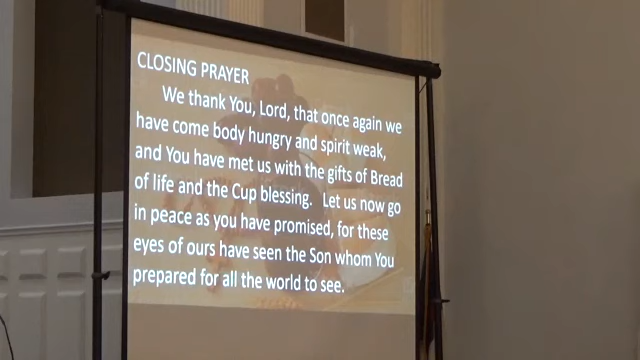 CLOSING PRAYER
We thank You, Lord, that once again we
have come body hungry and spirit weak,
and You have met us with the gifts of Bread
of life and the Cup blessing. Let us now go
in peace as you have promised, for these
eyes of ours have seen the Son whom You
prepared for all the world to see.